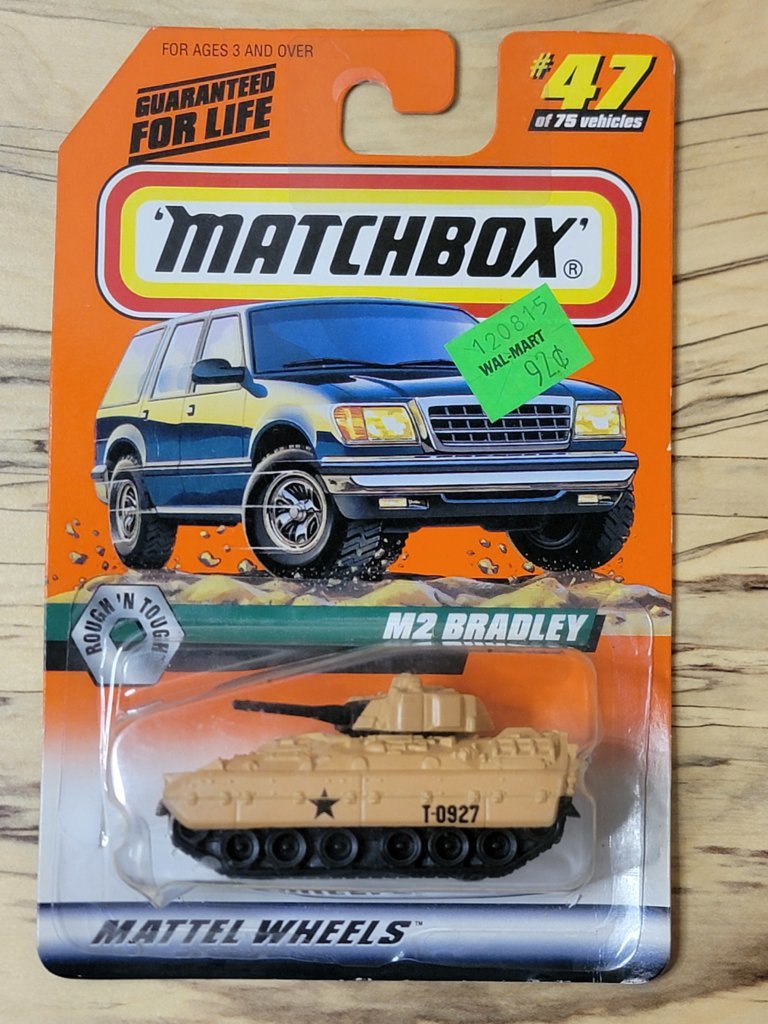 FOR AGES 3 AND OVER
GUARANTEED
FOR LIFE
#47
of 75 vehicles
'MATCHBOX'®
120815
WAL-MART
92¢
ROUGH 'N TOUGH
M2 BRADLEY
T-0927
MATTEL WHEELS™